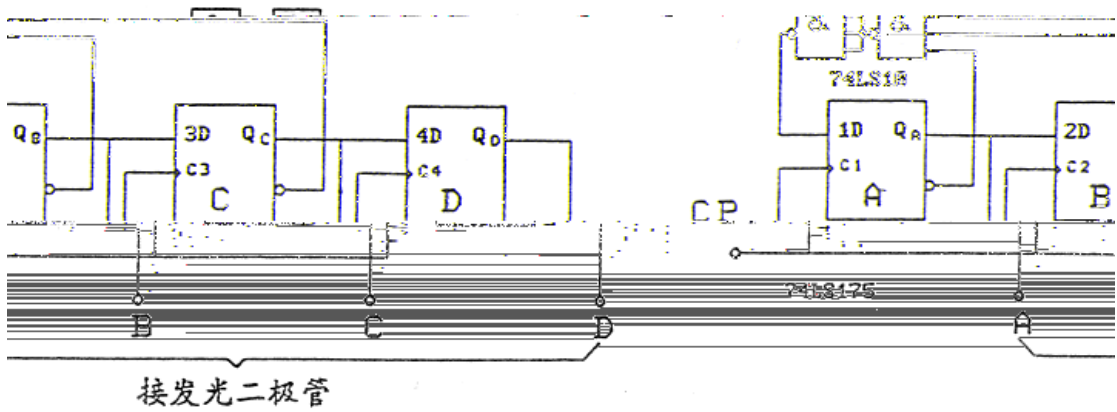 74LS10
Q_B 3D Q_C 4D Q_D 1D Q_A 2D
C3 C4 C1 C2
C D CP A B
74LS175
B C D A
接发光二极管